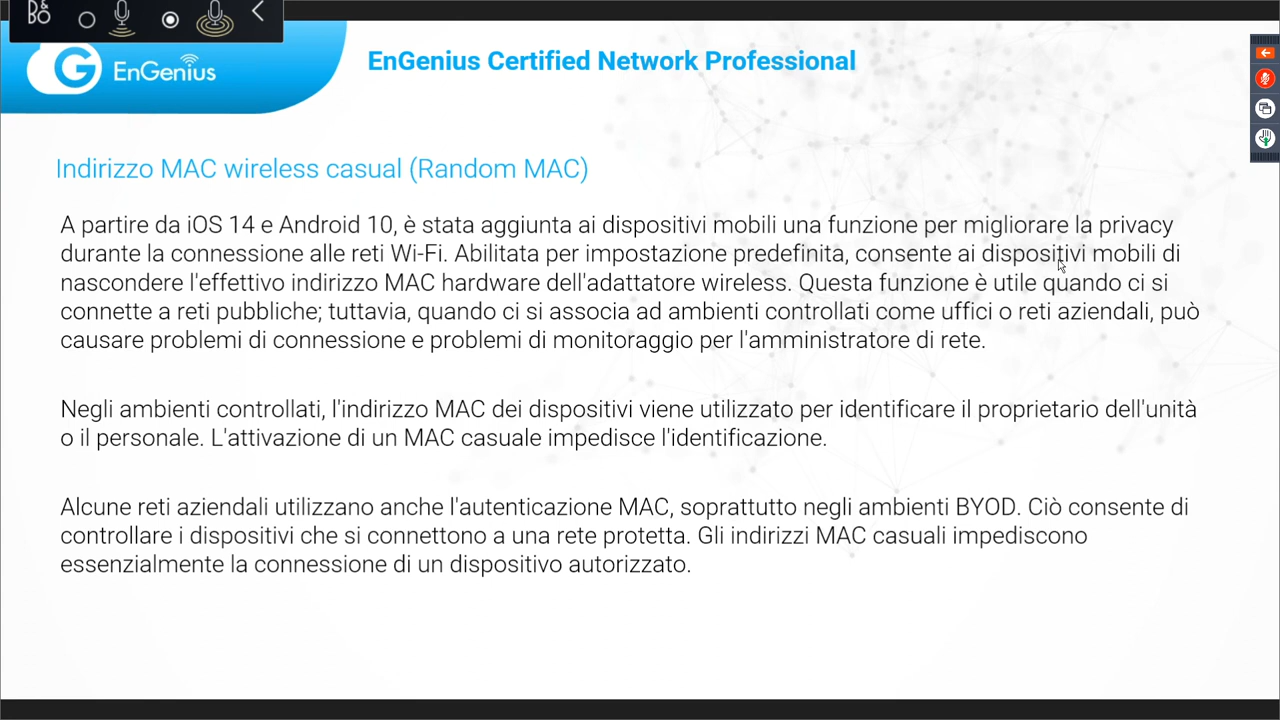 B&
DO
EnGenius
EnGenius Certified Network Professional
Indirizzo MAC wireless casual (Random MAC)
A partire da iOS 14 e Android 10, è stata aggiunta ai dispositivi mobili una funzione per migliorare la privacy
durante la connessione alle reti Wi-Fi. Abilitata per impostazione predefinita, consente ai dispositivi mobili di
nascondere l'effettivo indirizzo MAC hardware dell'adattatore wireless. Questa funzione è utile quando ci si
connette a reti pubbliche; tuttavia, quando ci si associa ad ambienti controllati come uffici o reti aziendali, può
causare problemi di connessione e problemi di monitoraggio per l'amministratore di rete.
Negli ambienti controllati, l'indirizzo MAC dei dispositivi viene utilizzato per identificare il proprietario dell'unità
o il personale. L'attivazione di un MAC casuale impedisce l'identificazione.
Alcune reti aziendali utilizzano anche l'autenticazione MAC, soprattutto negli ambienti BYOD. Ciò consente di
controllare i dispositivi che si connettono a una rete protetta. Gli indirizzi MAC casuali impediscono
essenzialmente la connessione di un dispositivo autorizzato.